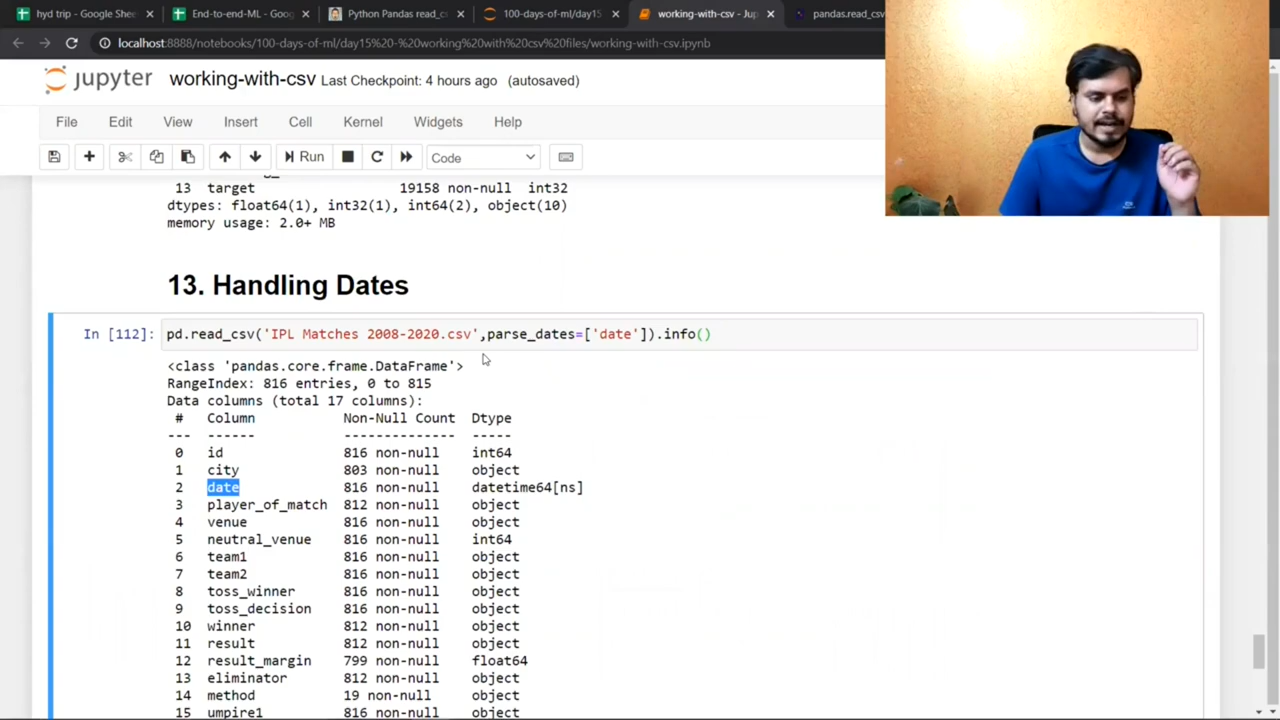 hyd trip - Google Shee
End-to-end-ML - Goog
Python Pandas read_c
100-days-of-ml/day15
working-with-csv - Jup
pandas.read_csv
localhost:8888/notebooks/100-days-of-ml/day15%20-%20working%20with%20csv%20files/working-with-csv.ipynb
jupyter working-with-csv Last Checkpoint: 4 hours ago (autosaved)
File Edit View Insert Cell Kernel Widgets Help
Run Code
13 target 19158 non-null int32
dtypes: float64(1), int32(1), int64(2), object(10)
memory usage: 2.0+ MB
13. Handling Dates
In [112]: pd.read_csv('IPL Matches 2008-2020.csv',parse_dates=['date']).info()
<class 'pandas.core.frame.DataFrame'>
RangeIndex: 816 entries, 0 to 815
Data columns (total 17 columns):
# Column Non-Null Count Dtype
--- ------ -------------- -----
0 id 816 non-null int64
1 city 803 non-null object
2 date 816 non-null datetime64[ns]
3 player_of_match 812 non-null object
4 venue 816 non-null object
5 neutral_venue 816 non-null int64
6 team1 816 non-null object
7 team2 816 non-null object
8 toss_winner 816 non-null object
9 toss_decision 816 non-null object
10 winner 812 non-null object
11 result 812 non-null object
12 result_margin 799 non-null float64
13 eliminator 812 non-null object
14 method 19 non-null object
15 umpire1 816 non-null object